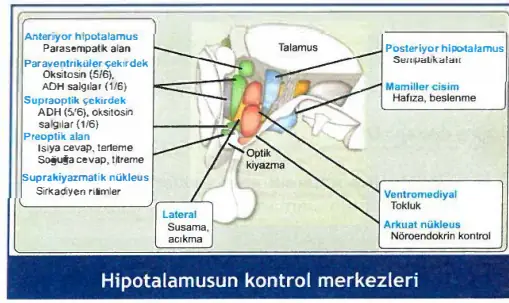 Anteriyor hipotalamus
Parasempatik alan
Paraventriküler çekirdek
Oksitosin (5/6),
ADH salgılar (1/6)
Supraoptik çekirdek
ADH (5/6), oksitosin
salgılar (1/6)
Preoptik alan
Isıya cevap, terleme
Soğuğa cevap, titreme
Suprakiyazmatik nükleus
Sirkadiyen ritimler
Talamus
Optik
kiyazma
Lateral
Susama,
acıkma
Posteriyor hipotalamus
Sempatik alan
Mamiller cisim
Hafıza, beslenme
Ventromediyal
Tokluk
Arkuat nükleus
Nöroendokrin kontrol
Hipotalamusun kontrol merkezleri